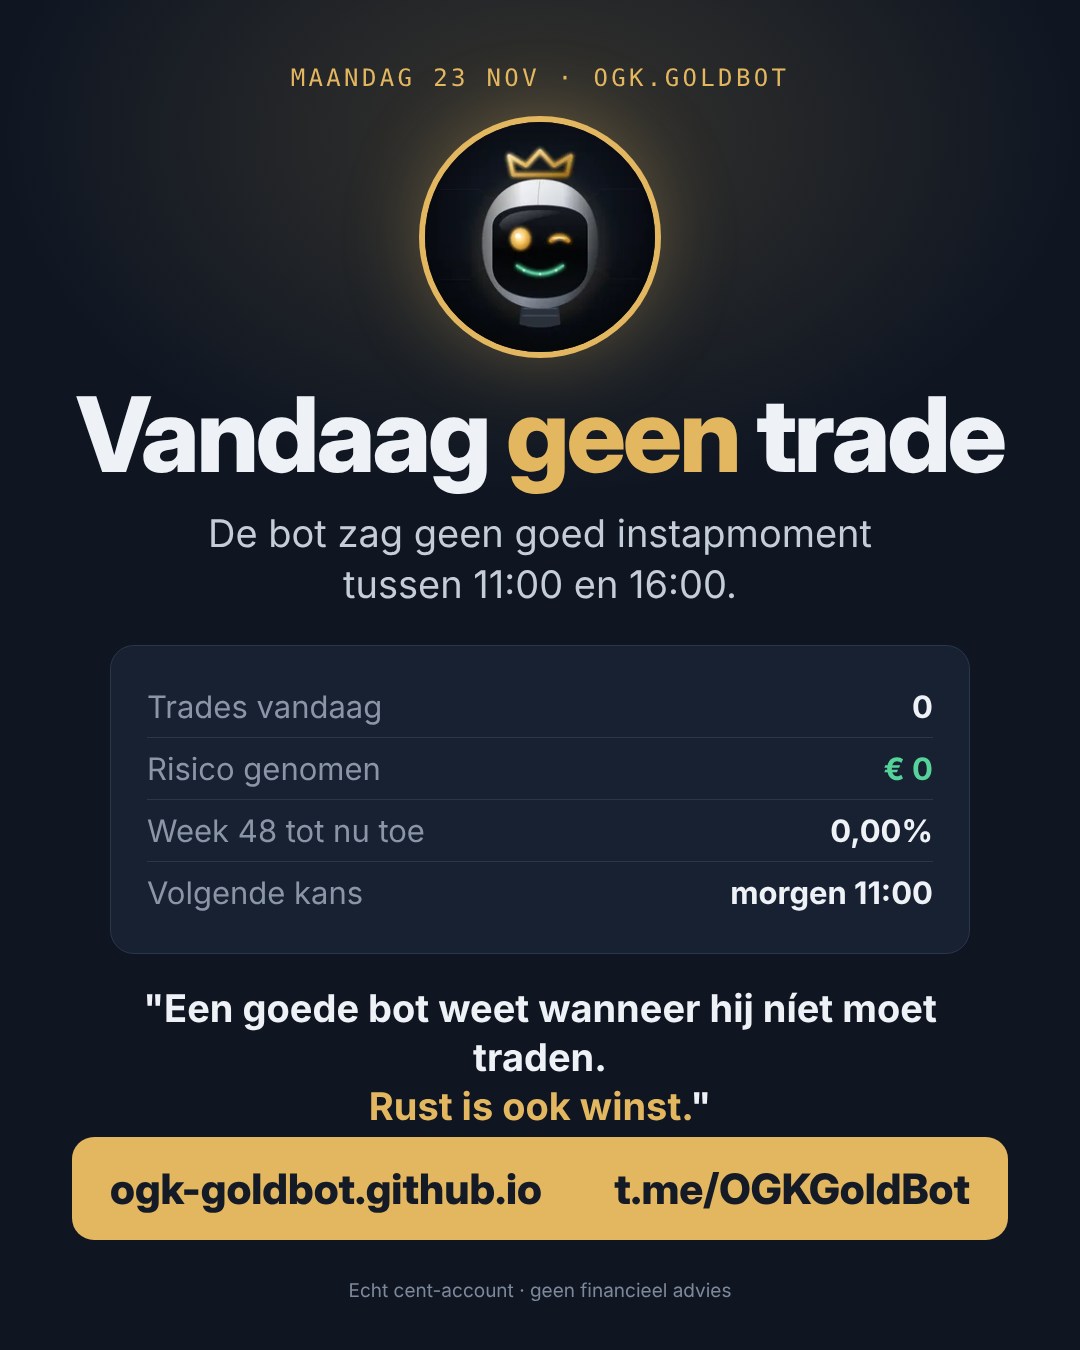 MAANDAG 23 NOV · OGK.GOLDBOT
Vandaag geen trade
De bot zag geen goed instapmoment
tussen 11:00 en 16:00.
Trades vandaag 0
Risico genomen € 0
Week 48 tot nu toe 0,00%
Volgende kans morgen 11:00
"Een goede bot weet wanneer hij níet moet
traden.
Rust is ook winst."
ogk-goldbot.github.io t.me/OGKGoldBot
Echt cent-account · geen financieel advies